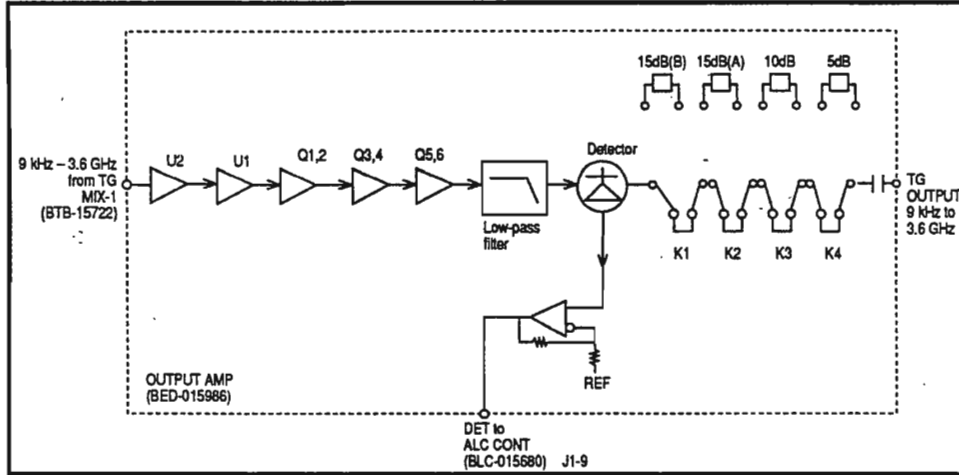 15dB(B) 15dB(A) 10dB 5dB
9 kHz – 3.6 GHz
from TG
MIX-1
(BTB-15722)
U2 U1 Q1,2 Q3,4 Q5,6
Low-pass
filter
Detector
K1 K2 K3 K4
TG
OUTPUT
9 kHz to
3.6 GHz
REF
OUTPUT AMP
(BED-015986)
DET to
ALC CONT
(BLC-015680) J1-9